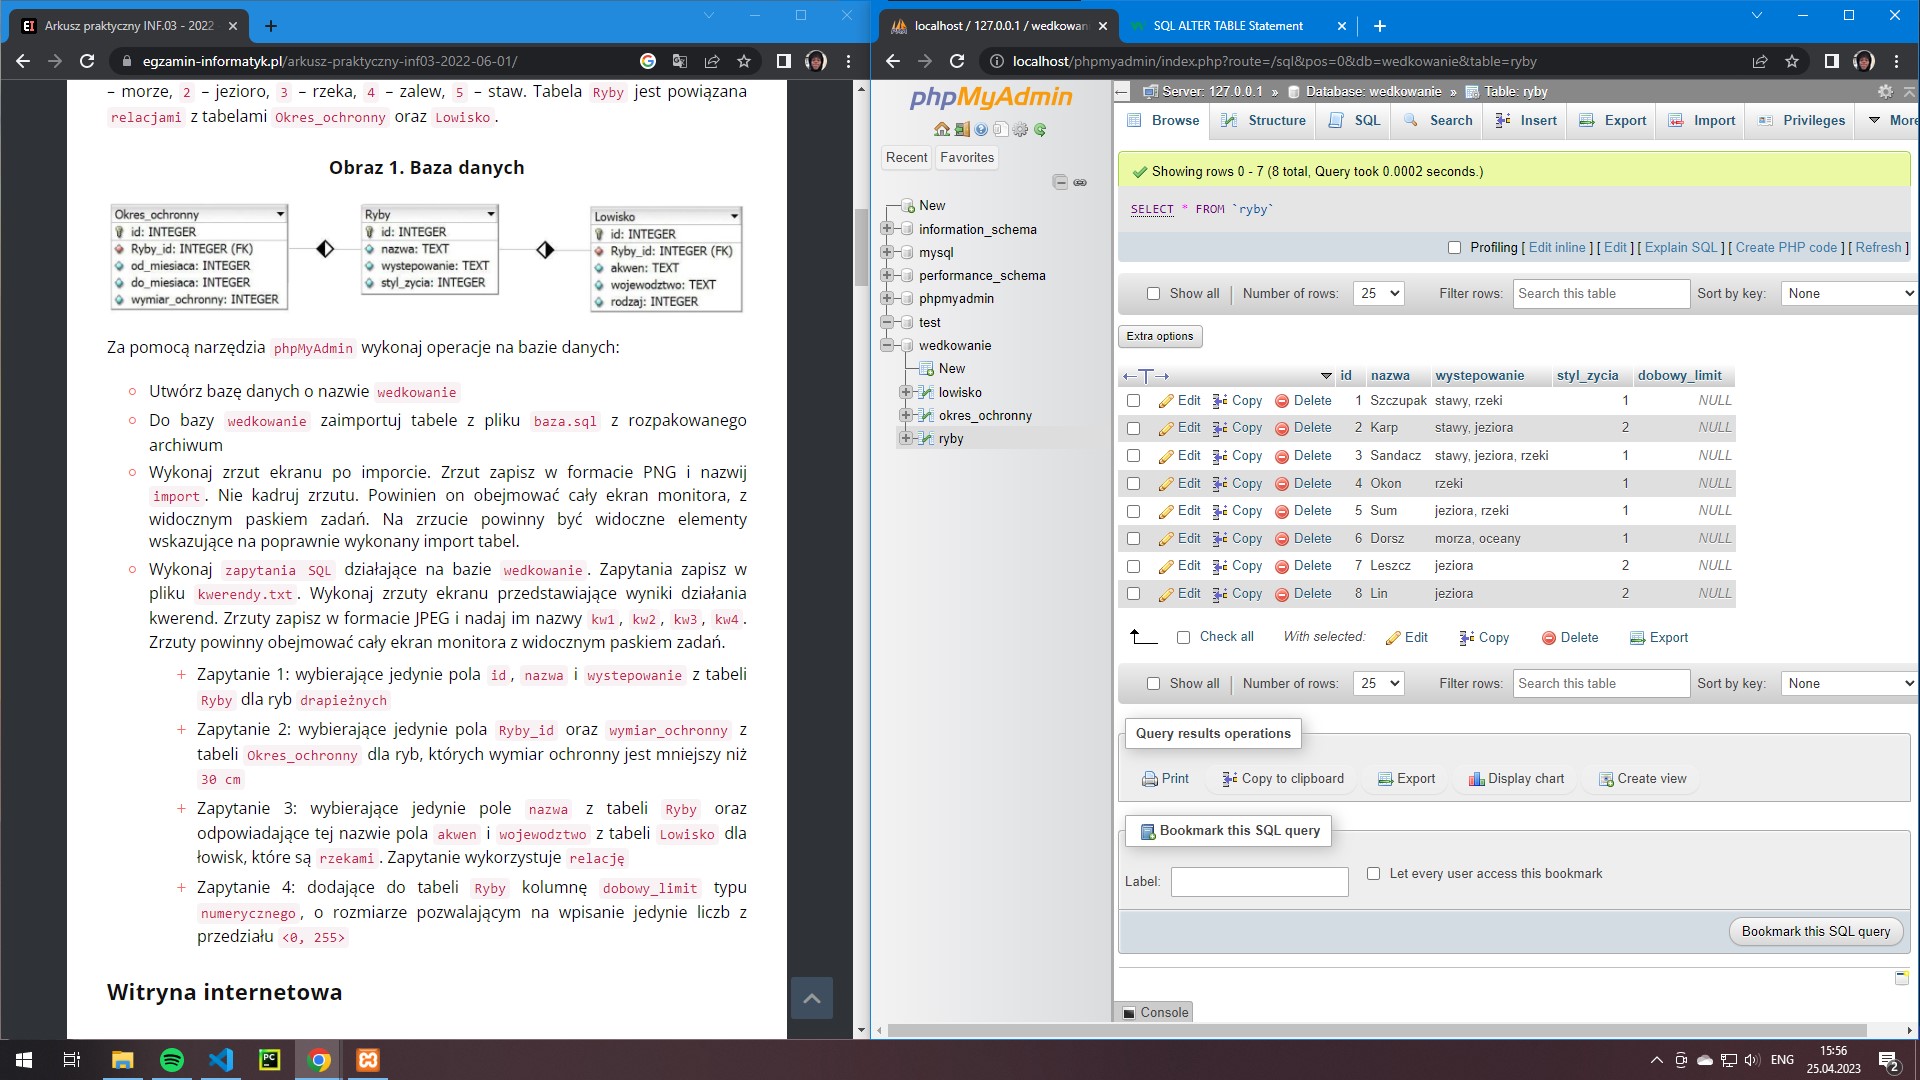 Arkusz praktyczny INF.03 - 2022
egzamin-informatyk.pl/arkusz-praktyczny-inf03-2022-06-01/
– morze, 2 – jezioro, 3 – rzeka, 4 – zalew, 5 – staw. Tabela Ryby jest powiązana
relacjami z tabelami Okres_ochronny oraz Lowisko.
Obraz 1. Baza danych
Okres_ochronny
id: INTEGER
Ryby_id: INTEGER (FK)
od_miesiaca: INTEGER
do_miesiaca: INTEGER
wymiar_ochronny: INTEGER
Ryby
id: INTEGER
nazwa: TEXT
wystepowanie: TEXT
styl_zycia: INTEGER
Lowisko
id: INTEGER
Ryby_id: INTEGER (FK)
akwen: TEXT
wojewodztwo: TEXT
rodzaj: INTEGER
Za pomocą narzędzia phpMyAdmin wykonaj operacje na bazie danych:
Utwórz bazę danych o nazwie wedkowanie
Do bazy wedkowanie zaimportuj tabele z pliku baza.sql z rozpakowanego
archiwum
Wykonaj zrzut ekranu po imporcie. Zrzut zapisz w formacie PNG i nazwij
import. Nie kadruj zrzutu. Powinien on obejmować cały ekran monitora, z
widocznym paskiem zadań. Na zrzucie powinny być widoczne elementy
wskazujące na poprawnie wykonany import tabel.
Wykonaj zapytania SQL działające na bazie wedkowanie. Zapytania zapisz w
pliku kwerendy.txt. Wykonaj zrzuty ekranu przedstawiające wyniki działania
kwerend. Zrzuty zapisz w formacie JPEG i nadaj im nazwy kw1, kw2, kw3, kw4.
Zrzuty powinny obejmować cały ekran monitora z widocznym paskiem zadań.
+ Zapytanie 1: wybierające jedynie pola id, nazwa i wystepowanie z tabeli
Ryby dla ryb drapieżnych
+ Zapytanie 2: wybierające jedynie pola Ryby_id oraz wymiar_ochronny z
tabeli Okres_ochronny dla ryb, których wymiar ochronny jest mniejszy niż
30 cm
+ Zapytanie 3: wybierające jedynie pole nazwa z tabeli Ryby oraz
odpowiadające tej nazwie pola akwen i wojewodztwo z tabeli Lowisko dla
łowisk, które są rzekami. Zapytanie wykorzystuje relację
+ Zapytanie 4: dodające do tabeli Ryby kolumnę dobowy_limit typu
numerycznego, o rozmiarze pozwalającym na wpisanie jedynie liczb z
przedziału <0, 255>
Witryna internetowa
localhost / 127.0.0.1 / wedkowan
SQL ALTER TABLE Statement
localhost/phpmyadmin/index.php?route=/sql&pos=0&db=wedkowanie&table=ryby
phpMyAdmin
Recent Favorites
New
information_schema
mysql
performance_schema
phpmyadmin
test
wedkowanie
New
lowisko
okres_ochronny
ryby
Server: 127.0.0.1 » Database: wedkowanie » Table: ryby
Browse Structure SQL Search Insert Export Import Privileges More
Showing rows 0 - 7 (8 total, Query took 0.0002 seconds.)
SELECT * FROM `ryby`
Profiling [ Edit inline ] [ Edit ] [ Explain SQL ] [ Create PHP code ] [ Refresh ]
Show all Number of rows: 25 Filter rows: Search this table Sort by key: None
Extra options
id nazwa wystepowanie styl_zycia dobowy_limit
Edit Copy Delete 1 Szczupak stawy, rzeki 1 NULL
Edit Copy Delete 2 Karp stawy, jeziora 2 NULL
Edit Copy Delete 3 Sandacz stawy, jeziora, rzeki 1 NULL
Edit Copy Delete 4 Okon rzeki 1 NULL
Edit Copy Delete 5 Sum jeziora, rzeki 1 NULL
Edit Copy Delete 6 Dorsz morza, oceany 1 NULL
Edit Copy Delete 7 Leszcz jeziora 2 NULL
Edit Copy Delete 8 Lin jeziora 2 NULL
Check all With selected: Edit Copy Delete Export
Show all Number of rows: 25 Filter rows: Search this table Sort by key: None
Query results operations
Print Copy to clipboard Export Display chart Create view
Bookmark this SQL query
Label: Let every user access this bookmark
Bookmark this SQL query
Console
PC
ENG
15:56
25.04.2023
2